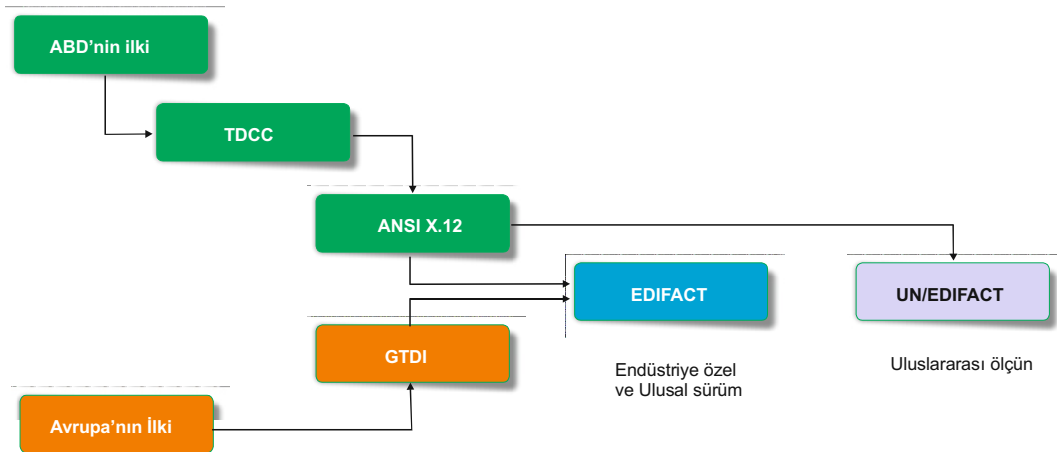 ABD’nin ilki
TDCC
ANSI X.12
EDIFACT
UN/EDIFACT
GTDI
Endüstriye özel
ve Ulusal sürüm
Uluslararası ölçün
Avrupa’nın İlki